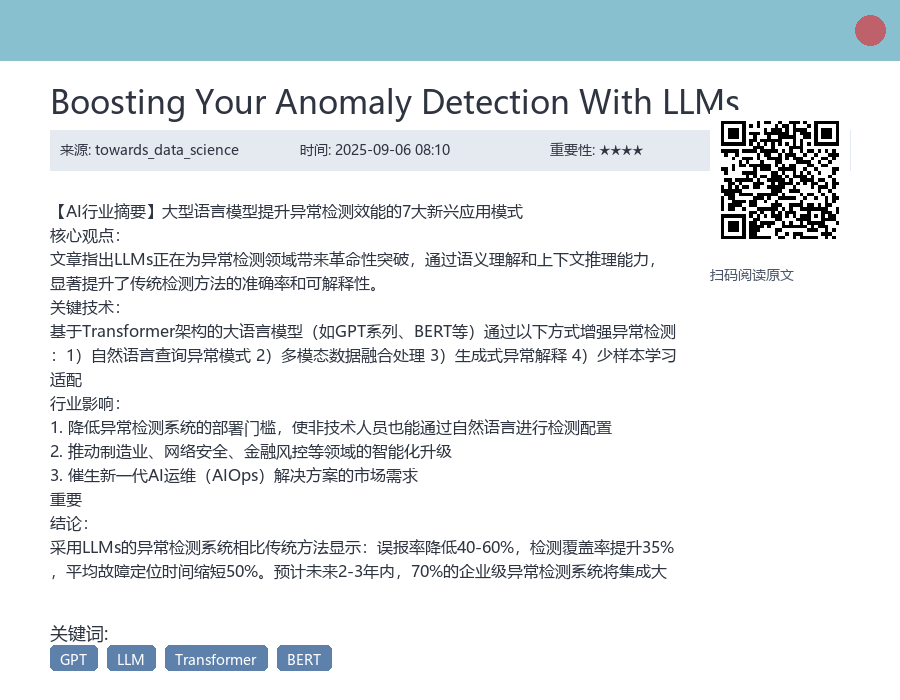 Boosting Your Anomaly Detection With LLMs
来源: towards_data_science 时间: 2025-09-06 08:10 重要性: ★★★★
扫码阅读原文
【AI行业摘要】大型语言模型提升异常检测效能的7大新兴应用模式
核心观点：
文章指出LLMs正在为异常检测领域带来革命性突破，通过语义理解和上下文推理能力，
显著提升了传统检测方法的准确率和可解释性。
关键技术：
基于Transformer架构的大语言模型（如GPT系列、BERT等）通过以下方式增强异常检测
：1）自然语言查询异常模式 2）多模态数据融合处理 3）生成式异常解释 4）少样本学习
适配
行业影响：
1. 降低异常检测系统的部署门槛，使非技术人员也能通过自然语言进行检测配置
2. 推动制造业、网络安全、金融风控等领域的智能化升级
3. 催生新一代AI运维（AIOps）解决方案的市场需求
重要
结论：
采用LLMs的异常检测系统相比传统方法显示：误报率降低40-60%，检测覆盖率提升35%
，平均故障定位时间缩短50%。预计未来2-3年内，70%的企业级异常检测系统将集成大
关键词:
GPT LLM Transformer BERT